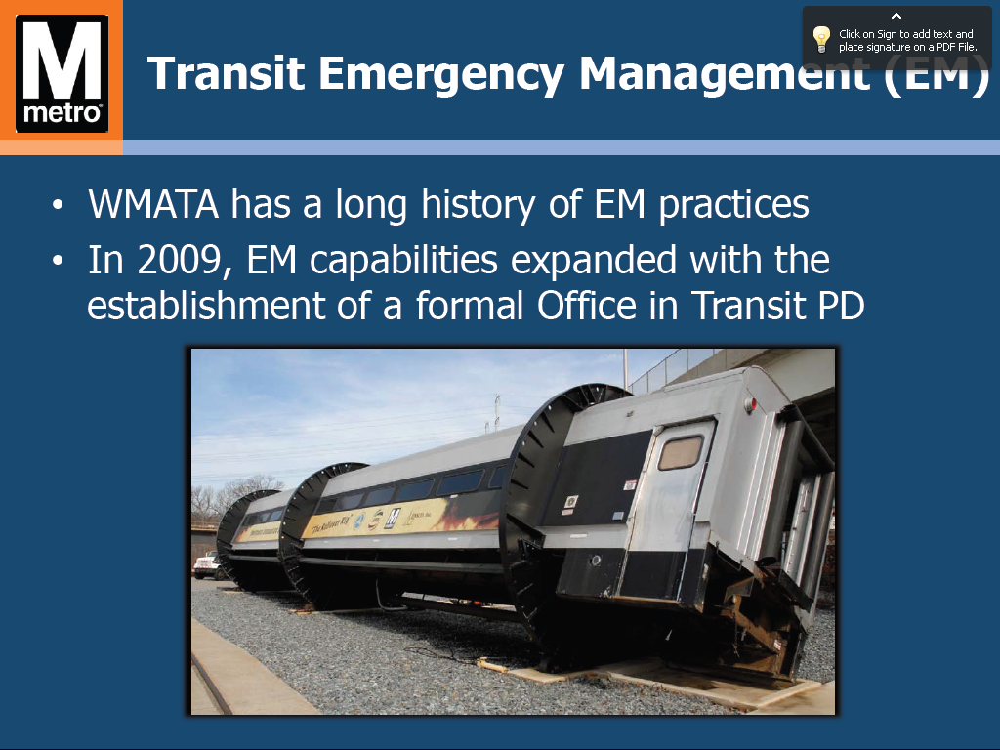 M
metro
Transit Emergency Management (EM)
Click on Sign to add text and
place signature on a PDF File.
• WMATA has a long history of EM practices
• In 2009, EM capabilities expanded with the
establishment of a formal Office in Transit PD
"The Rollover Rig"
M